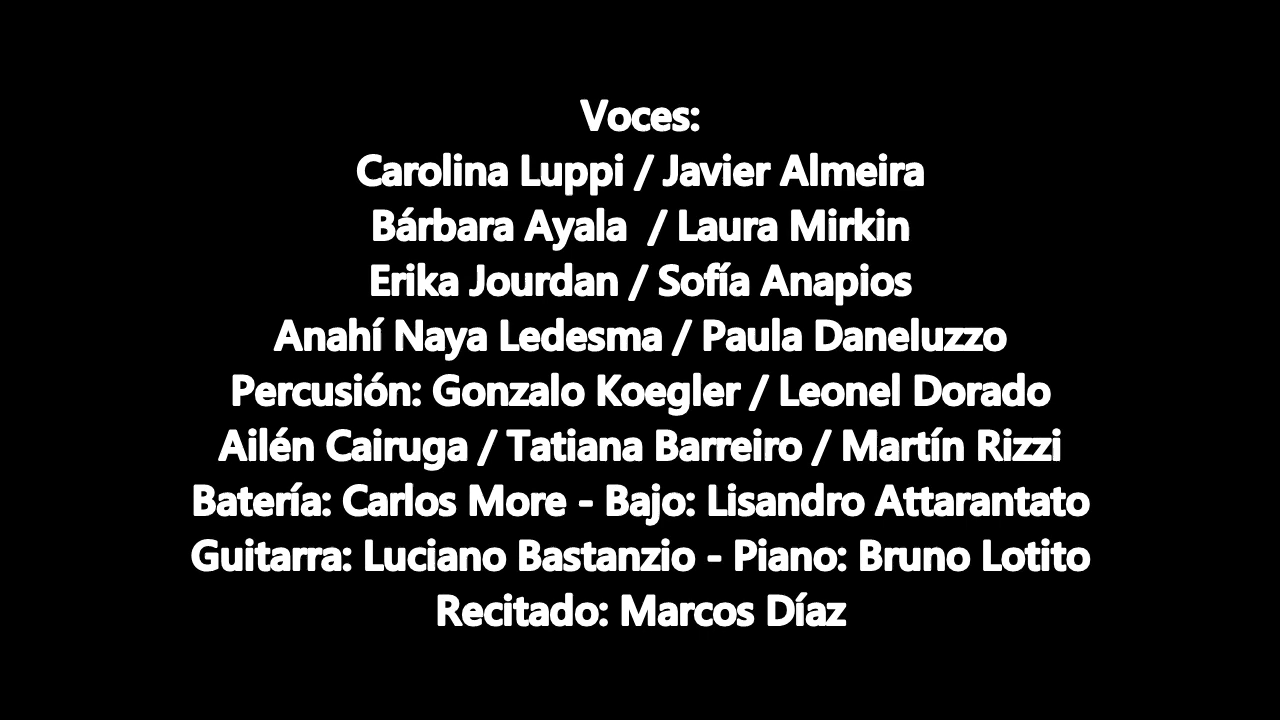 Voces:
Carolina Luppi / Javier Almeira
Bárbara Ayala  / Laura Mirkin
Erika Jourdan / Sofía Anapios
Anahí Naya Ledesma / Paula Daneluzzo
Percusión: Gonzalo Koegler / Leonel Dorado
Ailén Cairuga / Tatiana Barreiro / Martín Rizzi
Batería: Carlos More - Bajo: Lisandro Attarantato
Guitarra: Luciano Bastanzio - Piano: Bruno Lotito
Recitado: Marcos Díaz